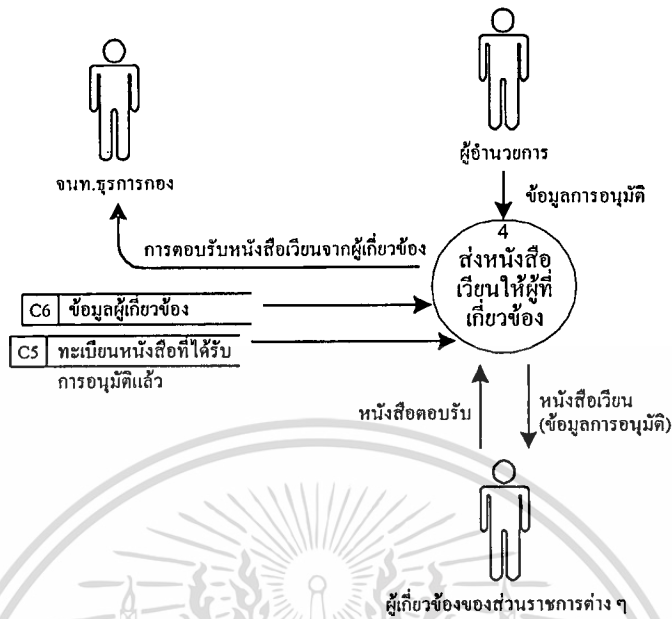 จนท.ธุรการกอง
ผู้อำนวยการ
ข้อมูลการอนุมัติ
การตอบรับหนังสือเวียนจากผู้เกี่ยวข้อง
4
ส่งหนังสือ
เวียนให้ผู้ที่
เกี่ยวข้อง
C6 ข้อมูลผู้เกี่ยวข้อง
C5 ทะเบียนหนังสือที่ได้รับ
การอนุมัติแล้ว
หนังสือตอบรับ
หนังสือเวียน
(ข้อมูลการอนุมัติ)
ผู้เกี่ยวข้องของส่วนราชการต่าง ๆ